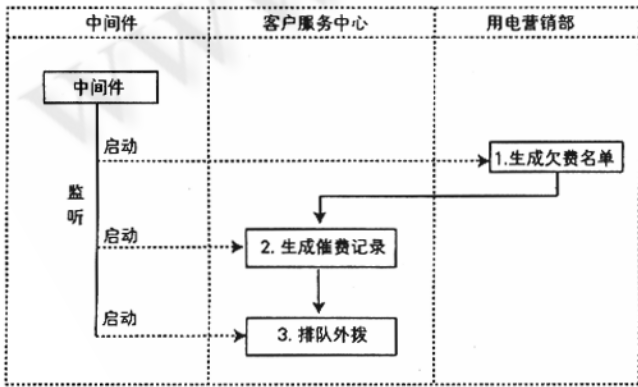 中间件 客户服务中心 用电营销部
中间件
启动
1.生成欠费名单
监
听
启动
2. 生成催费记录
启动
3. 排队外拨